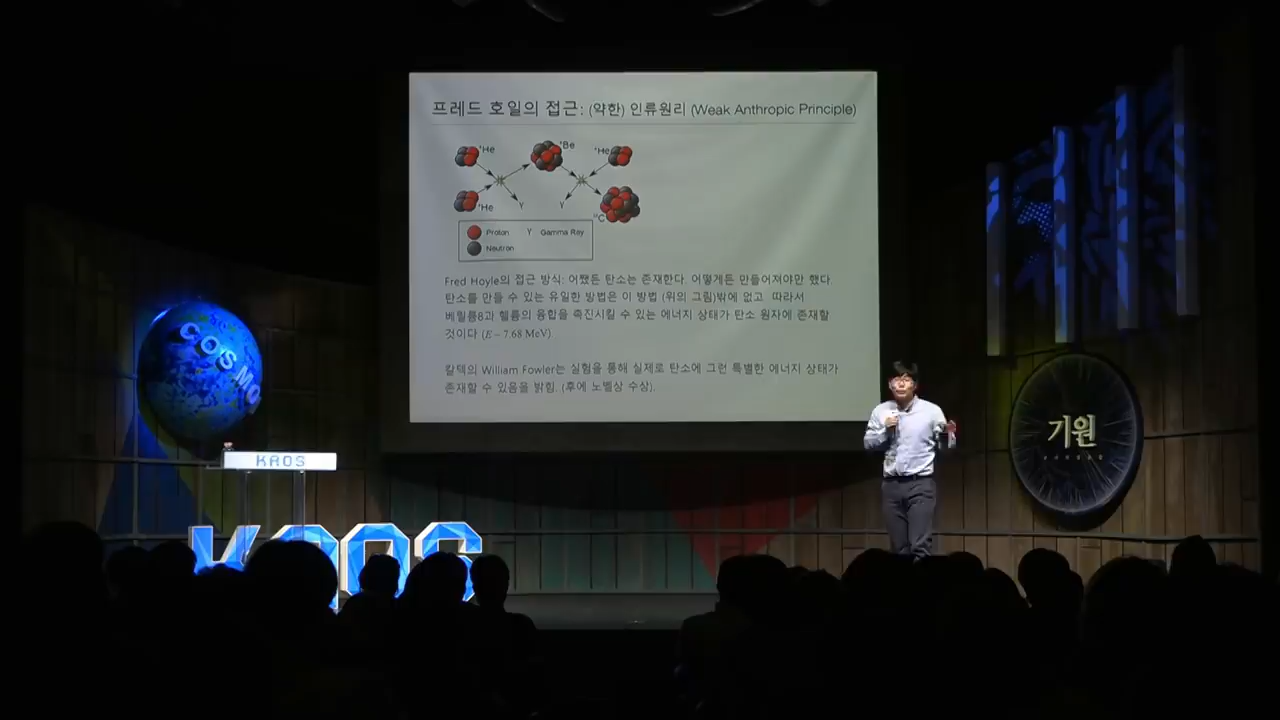 프레드 호일의 접근: (약한) 인류원리 (Weak Anthropic Principle)
⁴He
⁸Be
⁴He
⁴He
γ
γ
¹²C
Proton
γ Gamma Ray
Neutron
Fred Hoyle의 접근 방식: 어쨌든 탄소는 존재한다. 어떻게든 만들어져야만 했다.
탄소를 만들 수 있는 유일한 방법은 이 방법 (위의 그림)밖에 없고 따라서
베릴륨8과 헬륨의 융합을 촉진시킬 수 있는 에너지 상태가 탄소 원자에 존재할
것이다 (E = 7.68 MeV).
칼텍의 William Fowler는 실험을 통해 실제로 탄소에 그런 특별한 에너지 상태가
존재할 수 있음을 밝힘. (후에 노벨상 수상).
COSMO
KAOS
KAOS
기원